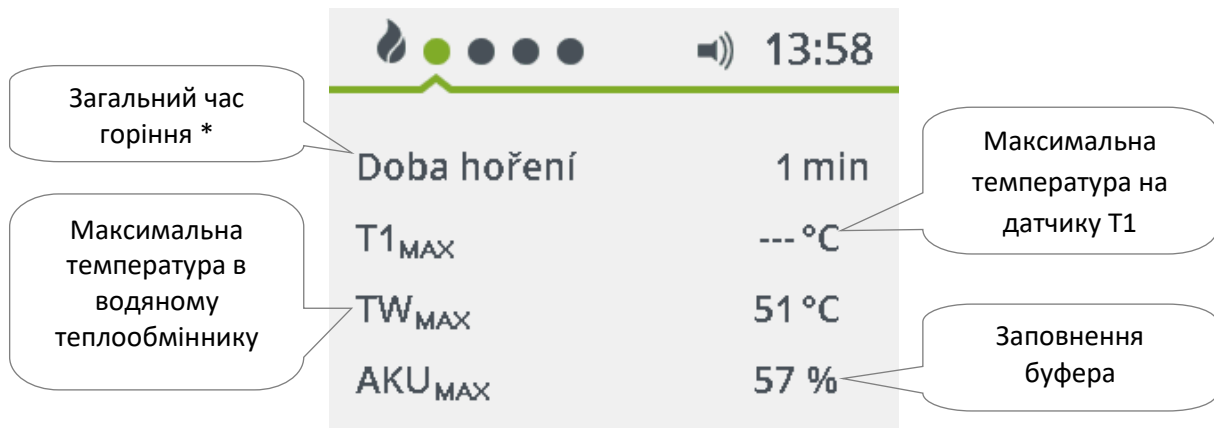 13:58
Загальний час
горіння *
Doba hoření 1 min
Максимальна
температура на
датчику T1
T1MAX --- °C
Максимальна
температура в
водяному
теплообміннику
TWMAX 51 °C
AKUMAX 57 %
Заповнення
буфера